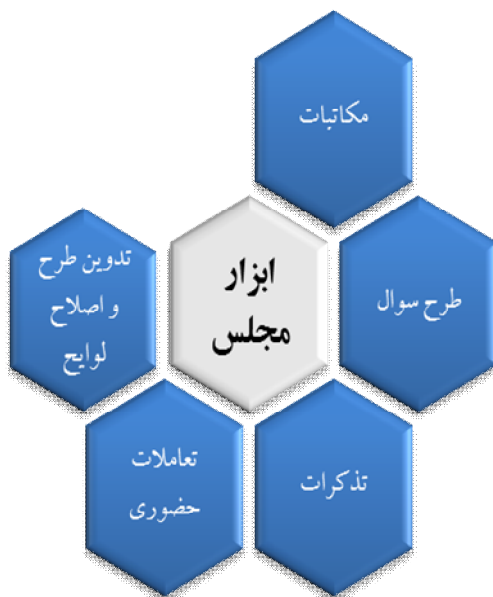 مکاتبات
ابزار
مجلس
طرح سوال
تذکرات
تعاملات
حضوری
تدوین طرح
و اصلاح
لوایح